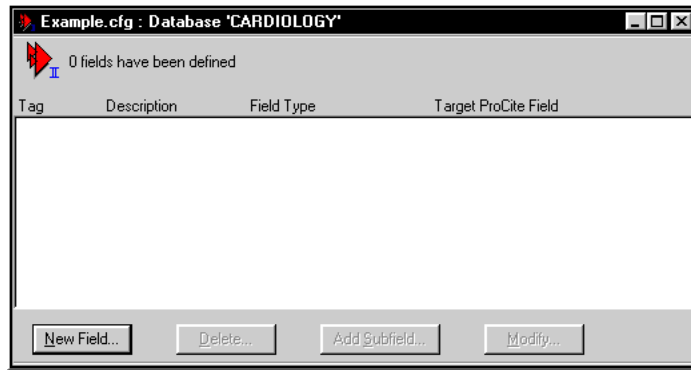 Example.cfg : Database 'CARDIOLOGY'
II
0 fields have been defined
Tag Description Field Type Target ProCite Field
New Field... Delete... Add Subfield... Modify...